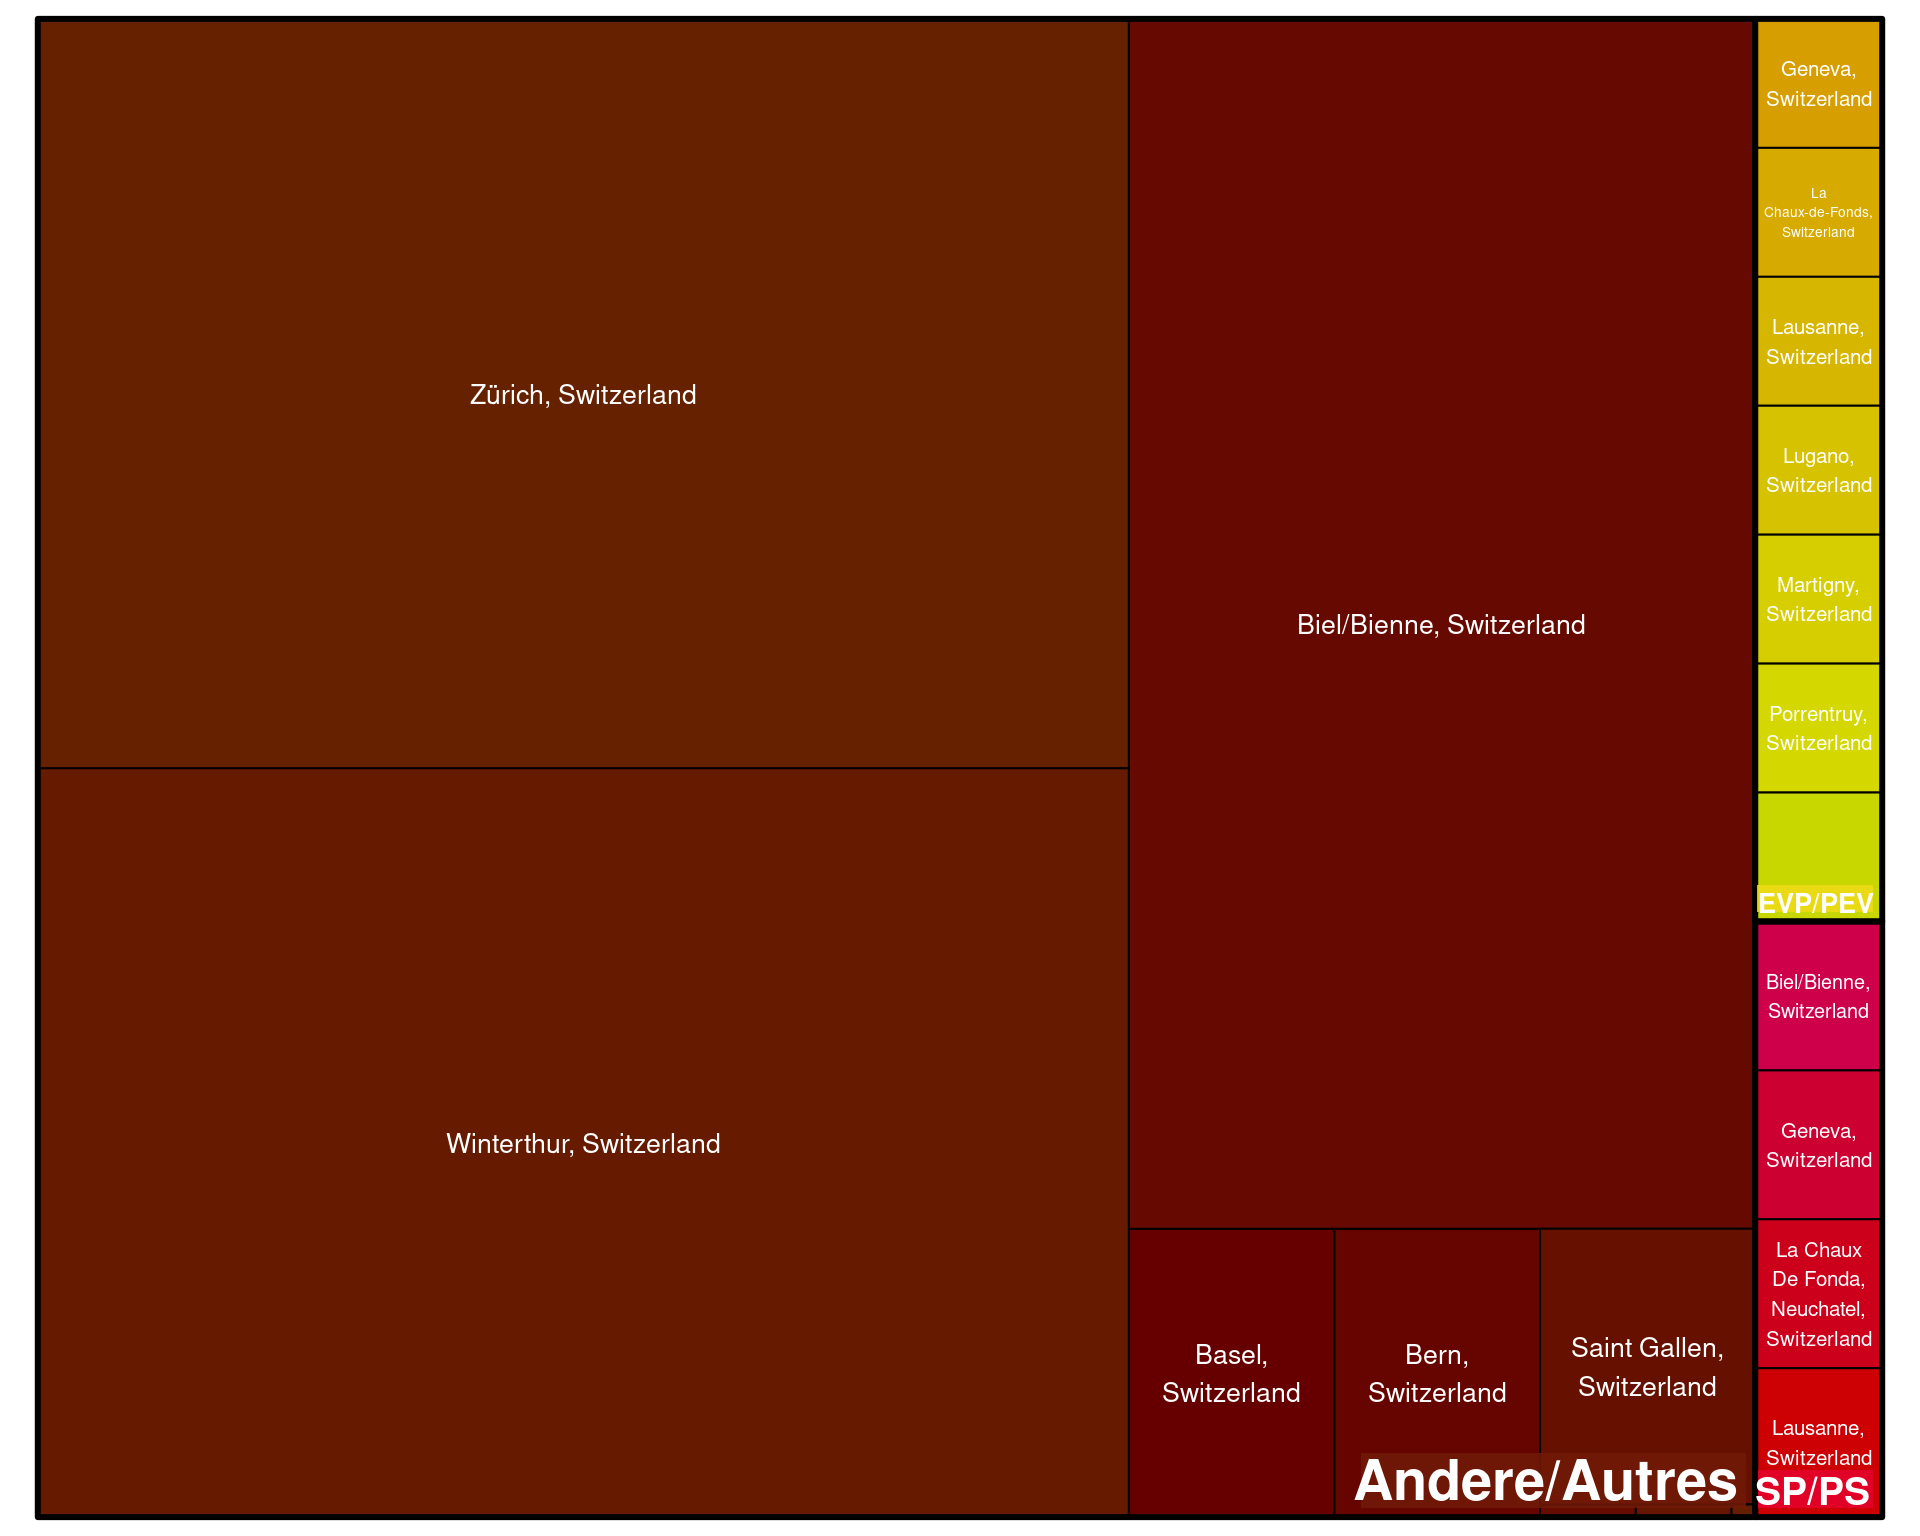 Zürich, Switzerland
Winterthur, Switzerland
Biel/Bienne, Switzerland
Basel,
Switzerland
Bern,
Switzerland
Saint Gallen,
Switzerland
Andere/Autres
Geneva,
Switzerland
La
Chaux-de-Fonds,
Switzerland
Lausanne,
Switzerland
Lugano,
Switzerland
Martigny,
Switzerland
Porrentruy,
Switzerland
EVP/PEV
Biel/Bienne,
Switzerland
Geneva,
Switzerland
La Chaux
De Fonda,
Neuchatel,
Switzerland
Lausanne,
Switzerland
SP/PS